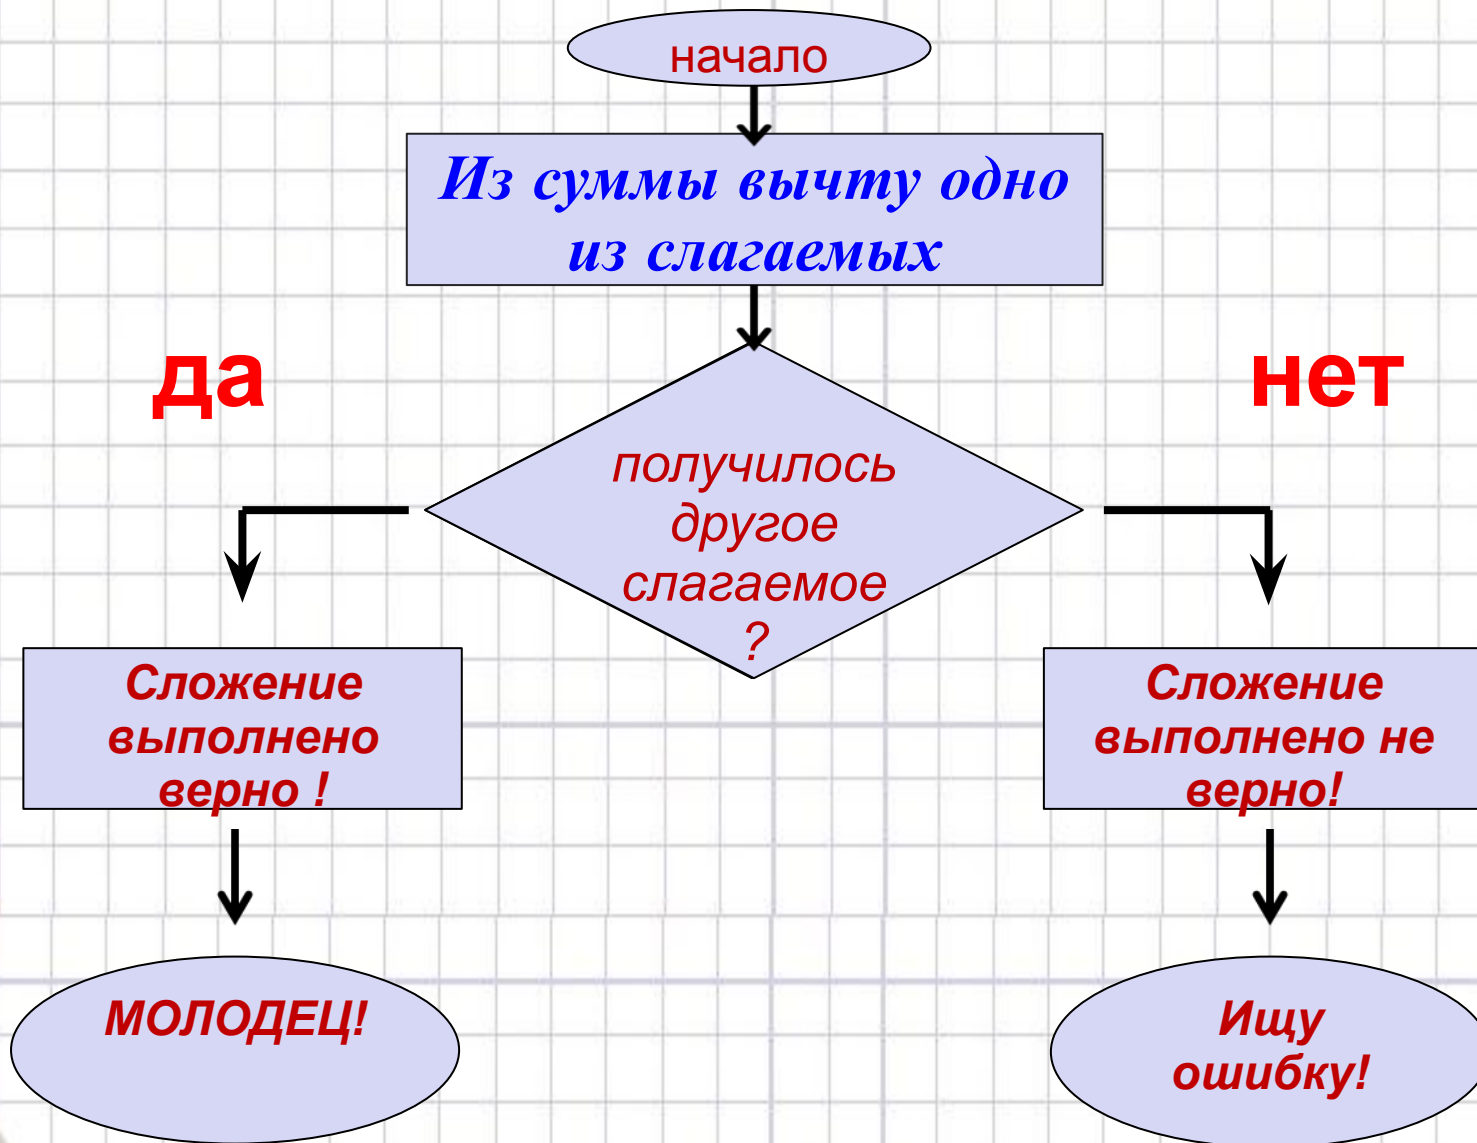 начало
Из суммы вычту одно
из слагаемых
да
нет
получилось
другое
слагаемое
?
Сложение
выполнено
верно !
Сложение
выполнено не
верно!
МОЛОДЕЦ!
Ищу
ошибку!